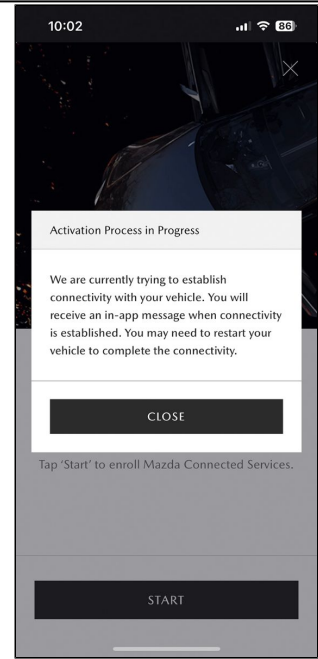 10:02
86
Activation Process in Progress
We are currently trying to establish
connectivity with your vehicle. You will
receive an in-app message when connectivity
is established. You may need to restart your
vehicle to complete the connectivity.
CLOSE
Tap ‘Start’ to enroll Mazda Connected Services.
START